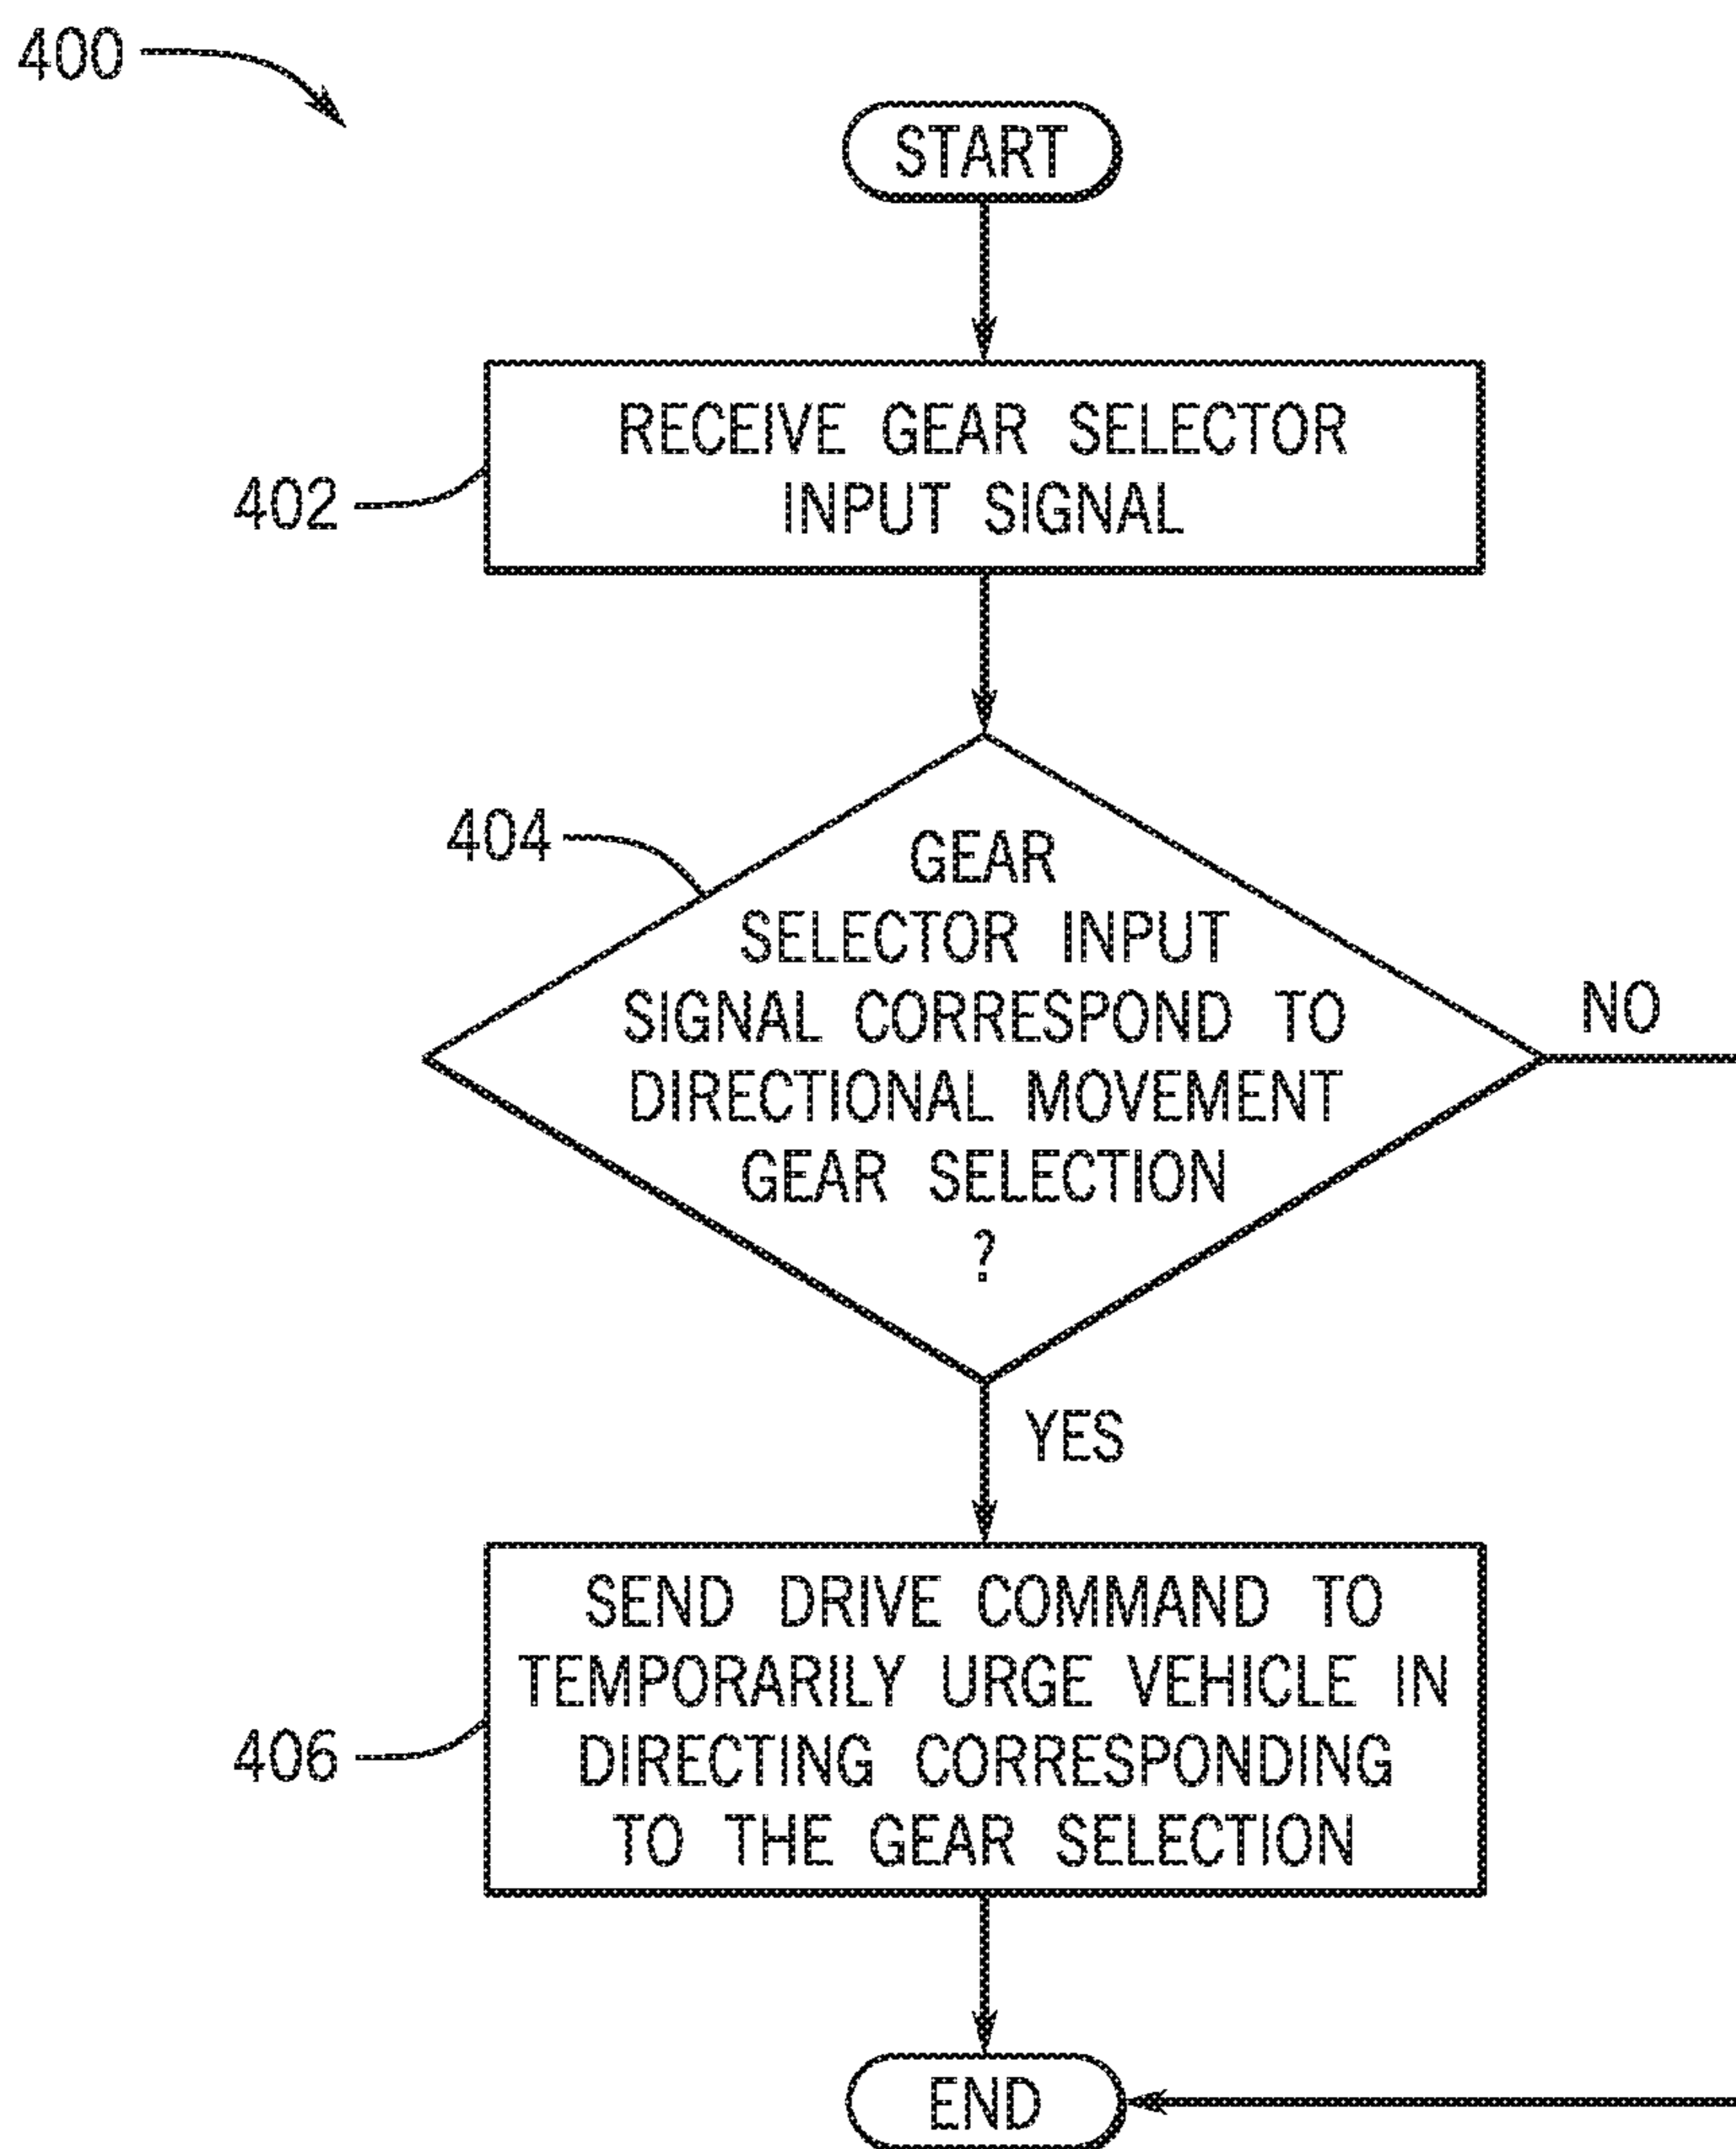 400
START
RECEIVE GEAR SELECTOR
INPUT SIGNAL
402
404
GEAR
SELECTOR INPUT
SIGNAL CORRESPOND TO
DIRECTIONAL MOVEMENT
GEAR SELECTION
?
NO
YES
SEND DRIVE COMMAND TO
TEMPORARILY URGE VEHICLE IN
DIRECTING CORRESPONDING
TO THE GEAR SELECTION
406
END